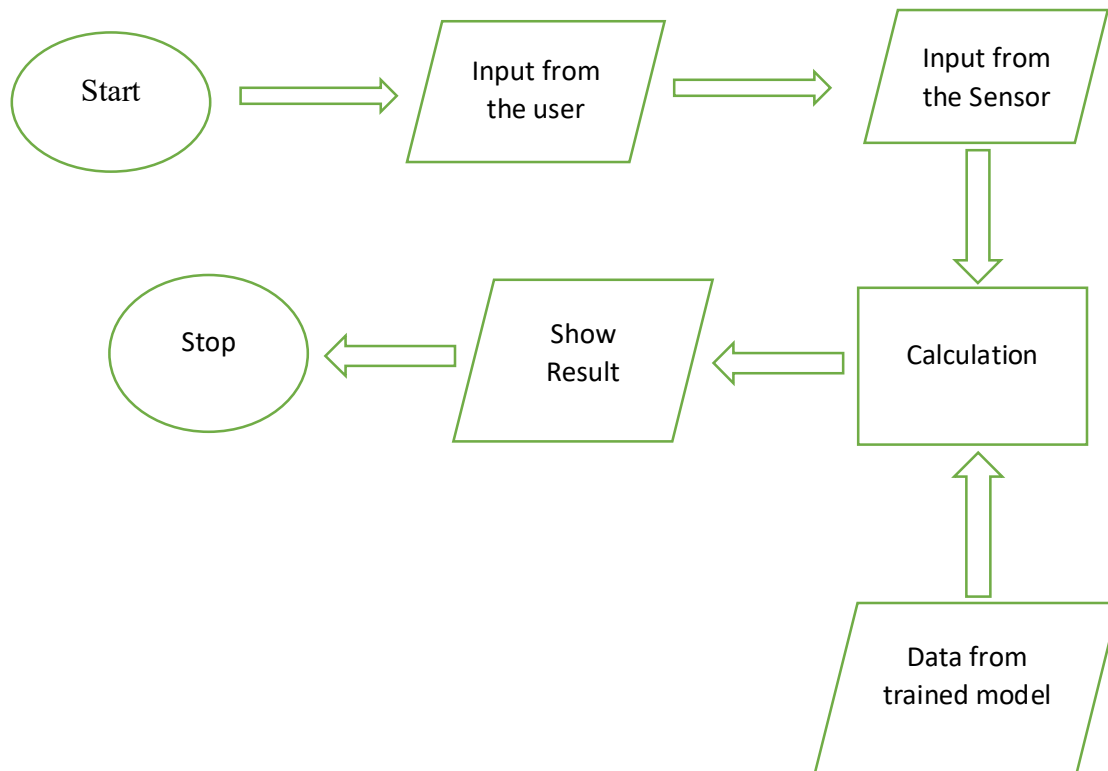 Start
Input from
the user
Input from
the Sensor
Stop
Show
Result
Calculation
Data from
trained model